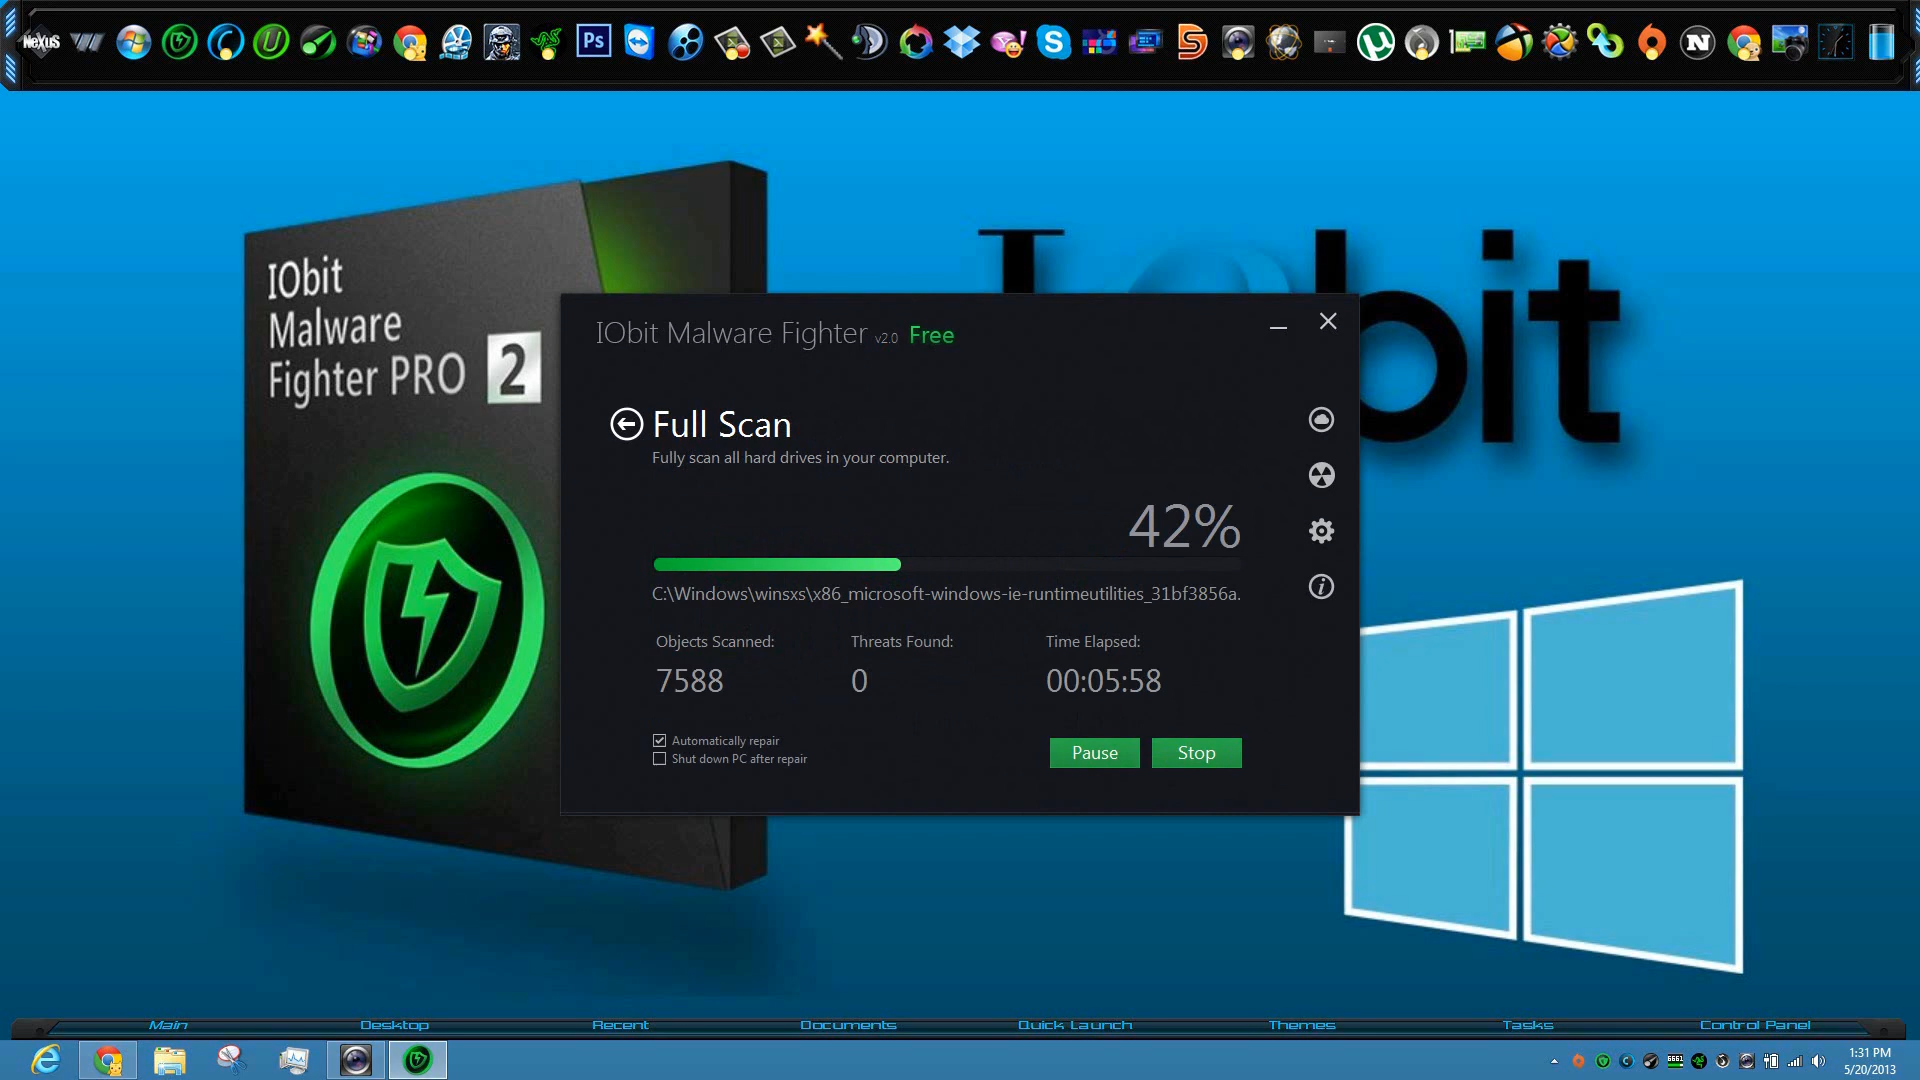 NeXuS
Ps
IObit
Malware
Fighter PRO 2
bit
IObit Malware Fighter v2.0 Free
Full Scan
Fully scan all hard drives in your computer.
42%
C:\Windows\winsxs\x86_microsoft-windows-ie-runtimeutilities_31bf3856a.
Objects Scanned: Threats Found: Time Elapsed:
7588 0 00:05:58
Automatically repair
Shut down PC after repair
Pause Stop
Main Desktop Recent Documents Quick Launch Themes Tasks Control Panel
1:31 PM
5/20/2013